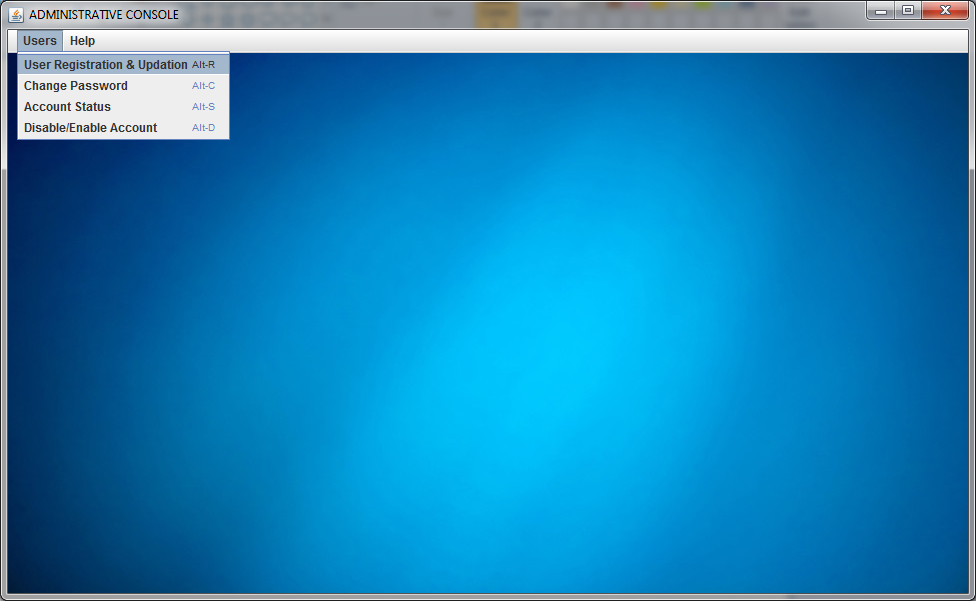 ADMINISTRATIVE CONSOLE
Users Help
User Registration & Updation Alt-R
Change Password Alt-C
Account Status Alt-S
Disable/Enable Account Alt-D